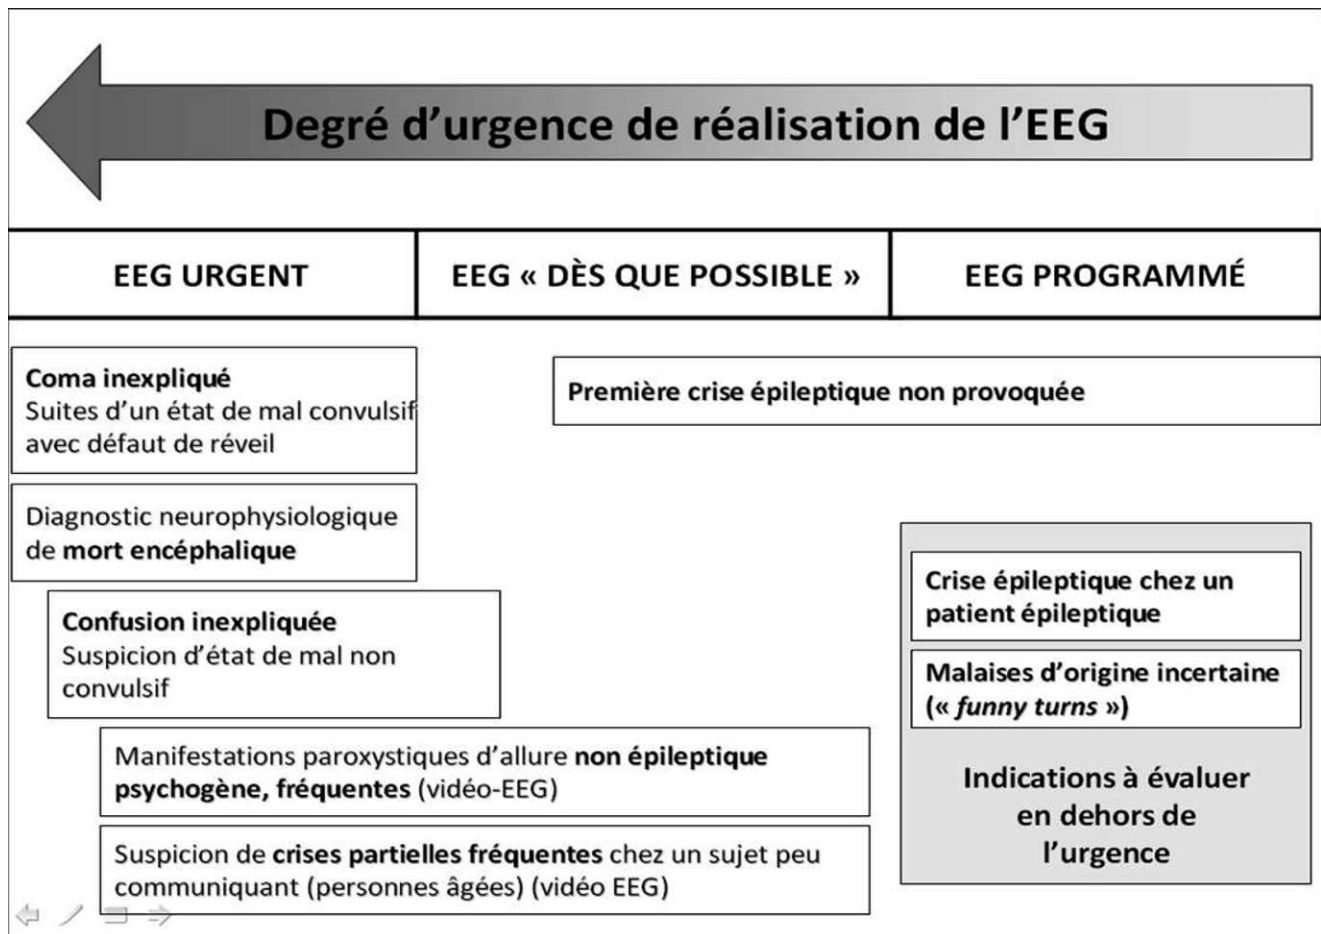 Degré d’urgence de réalisation de l’EEG
EEG URGENT
EEG « DÈS QUE POSSIBLE »
EEG PROGRAMMÉ
Coma inexpliqué
Suites d’un état de mal convulsif
avec défaut de réveil
Première crise épileptique non provoquée
Diagnostic neurophysiologique
de mort encéphalique
Confusion inexpliquée
Suspicion d’état de mal non
convulsif
Manifestations paroxystiques d’allure non épileptique
psychogène, fréquentes (vidéo-EEG)
Suspicion de crises partielles fréquentes chez un sujet peu
communiquant (personnes âgées) (vidéo EEG)
Crise épileptique chez un
patient épileptique
Malaises d’origine incertaine
(« funny turns »)
Indications à évaluer
en dehors de
l’urgence